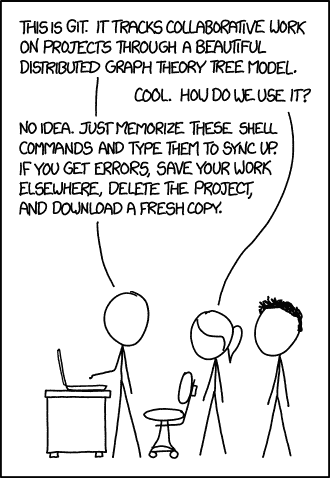 THIS IS GIT. IT TRACKS COLLABORATIVE WORK
ON PROJECTS THROUGH A BEAUTIFUL
DISTRIBUTED GRAPH THEORY TREE MODEL.
COOL. HOW DO WE USE IT?
NO IDEA. JUST MEMORIZE THESE SHELL
COMMANDS AND TYPE THEM TO SYNC UP.
IF YOU GET ERRORS, SAVE YOUR WORK
ELSEWHERE, DELETE THE PROJECT,
AND DOWNLOAD A FRESH COPY.